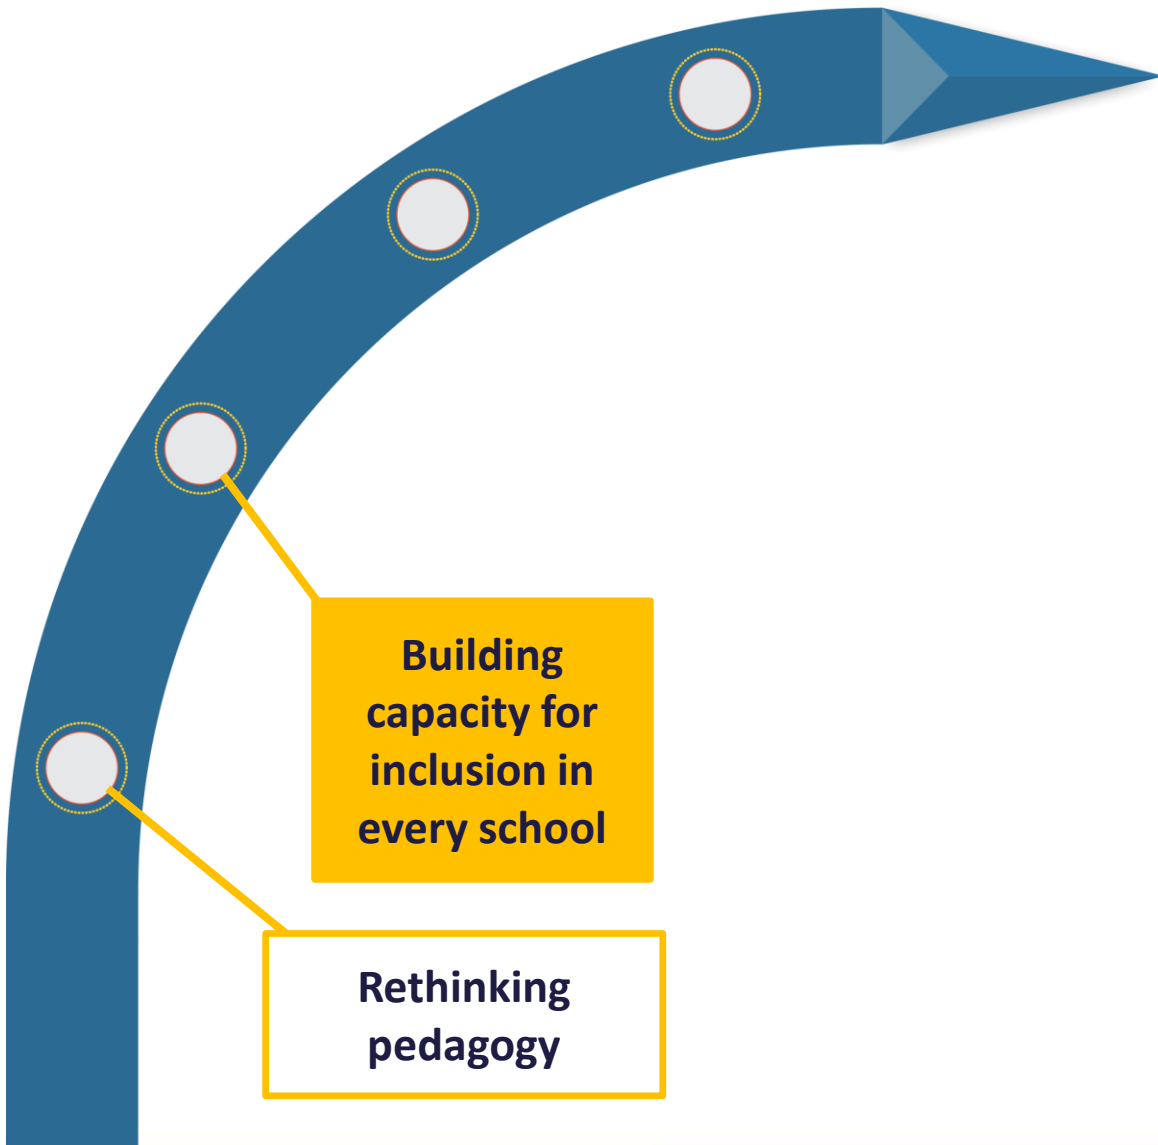 Building
capacity for
inclusion in
every school
Rethinking
pedagogy